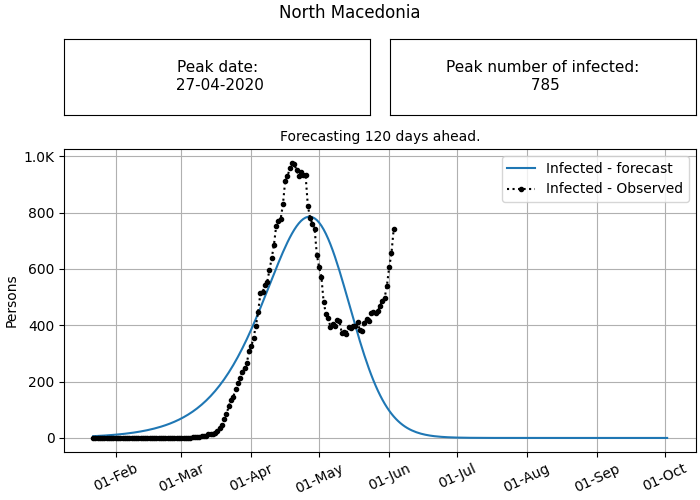 North Macedonia
Peak date:
27-04-2020
Peak number of infected:
785
Forecasting 120 days ahead.
Infected - forecast
Infected - Observed
Persons
1.0K
800
600
400
200
0
01-Feb
01-Mar
01-Apr
01-May
01-Jun
01-Jul
01-Aug
01-Sep
01-Oct